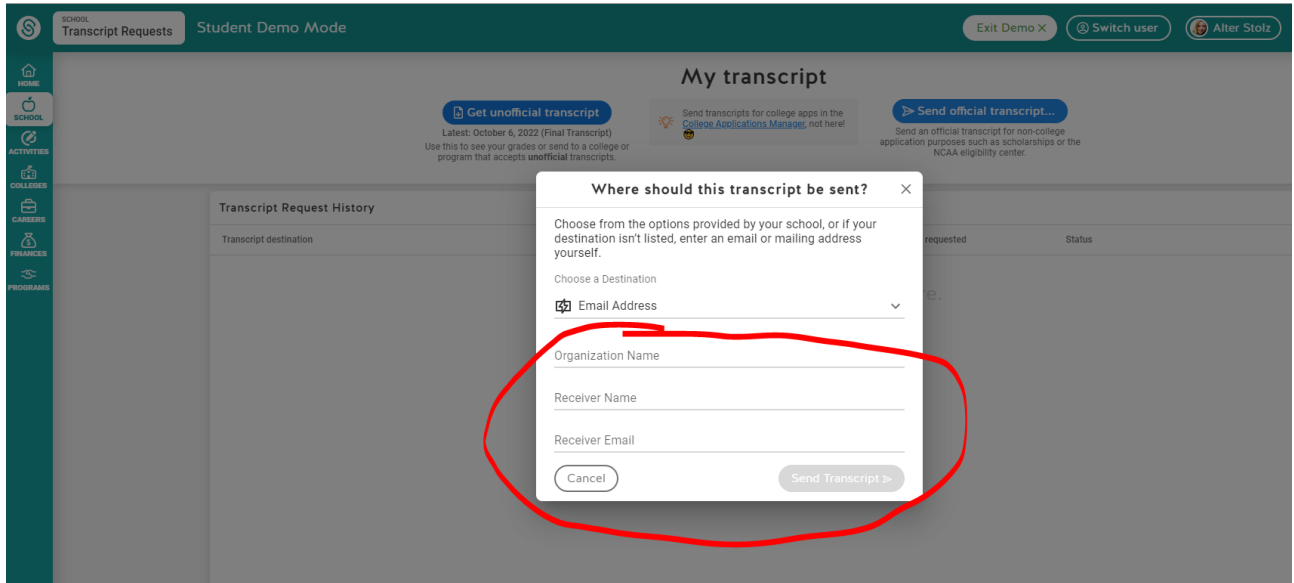 SCHOOL
Transcript Requests
Student Demo Mode
Exit Demo ✕
Switch user
Alter Stolz
HOME
SCHOOL
ACTIVITIES
COLLEGES
CAREERS
FINANCES
PROGRAMS
My transcript
Get unofficial transcript
Latest: October 6, 2022 (Final Transcript)
Use this to see your grades or send to a college or
program that accepts unofficial transcripts.
Send transcripts for college apps in the
College Applications Manager, not here!
Send official transcript...
Send an official transcript for non-college
application purposes such as scholarships or the
NCAA eligibility center.
Transcript Request History
Transcript destination
requested
Status
Where should this transcript be sent?
Choose from the options provided by your school, or if your
destination isn't listed, enter an email or mailing address
yourself.
Choose a Destination
Email Address
Organization Name
Receiver Name
Receiver Email
Cancel
Send Transcript